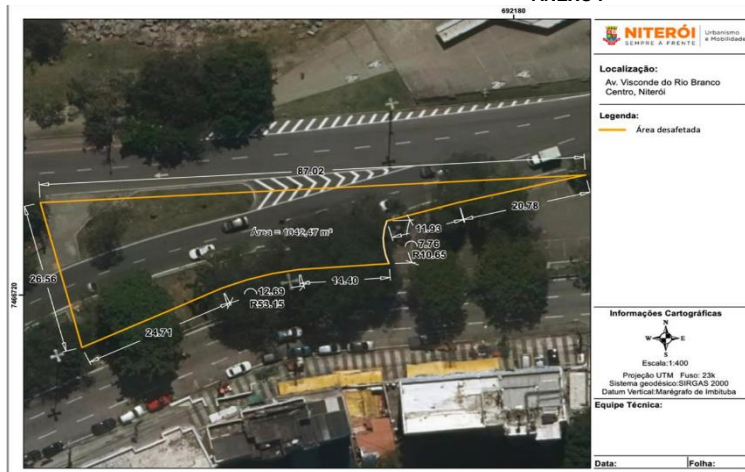 692180
7466720
87.02
26.56
Área = 1042,47 m²
24.71
12.69
R53.15
14.40
7.76
R10.65
11.93
20.78
NITERÓI
SEMPRE À FRENTE
Urbanismo
e Mobilidade
Localização:
Av. Visconde do Rio Branco
Centro, Niterói
Legenda:
Área desafetada
Informações Cartográficas
N
W E
S
Escala:1:400
Projeção UTM Fuso: 23k
Sistema geodésico:SIRGAS 2000
Datum Vertical:Marégrafo de Imbituba
Equipe Técnica:
Data: Folha: